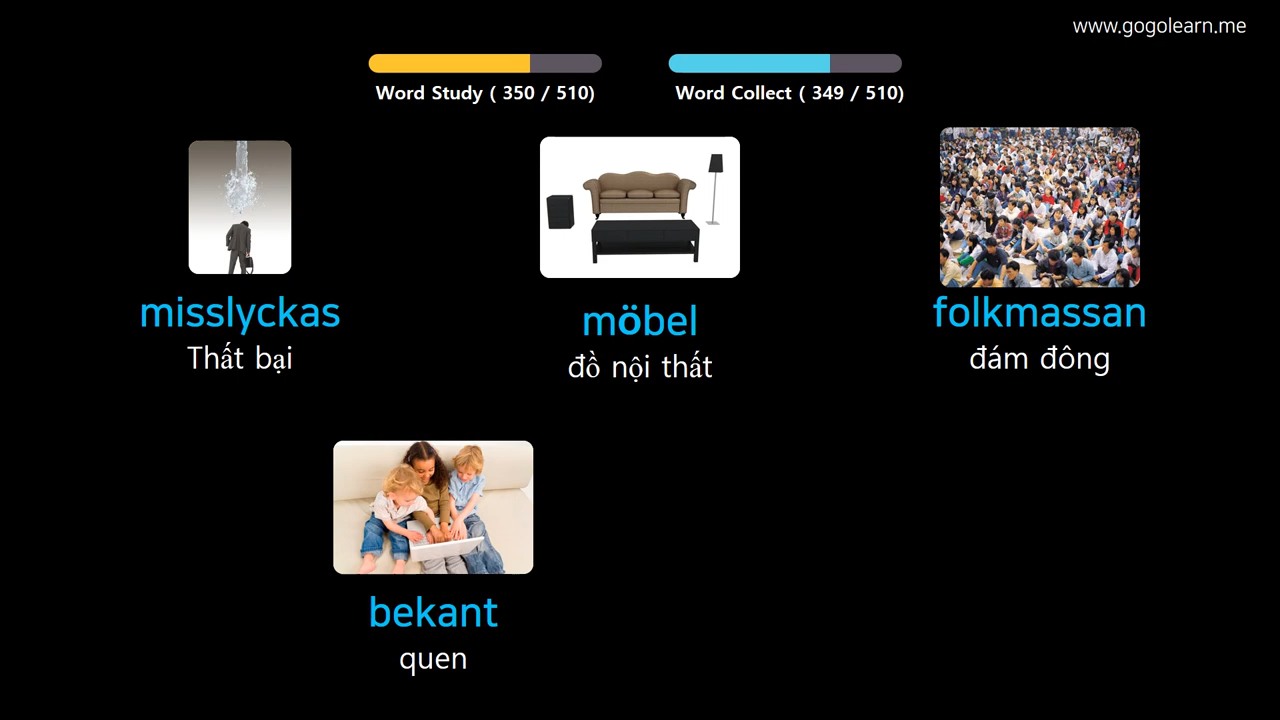 www.gogolearn.me
Word Study ( 350 / 510)
Word Collect ( 349 / 510)
misslyckas
Thất bại
möbel
đồ nội thất
folkmassan
đám đông
bekant
quen